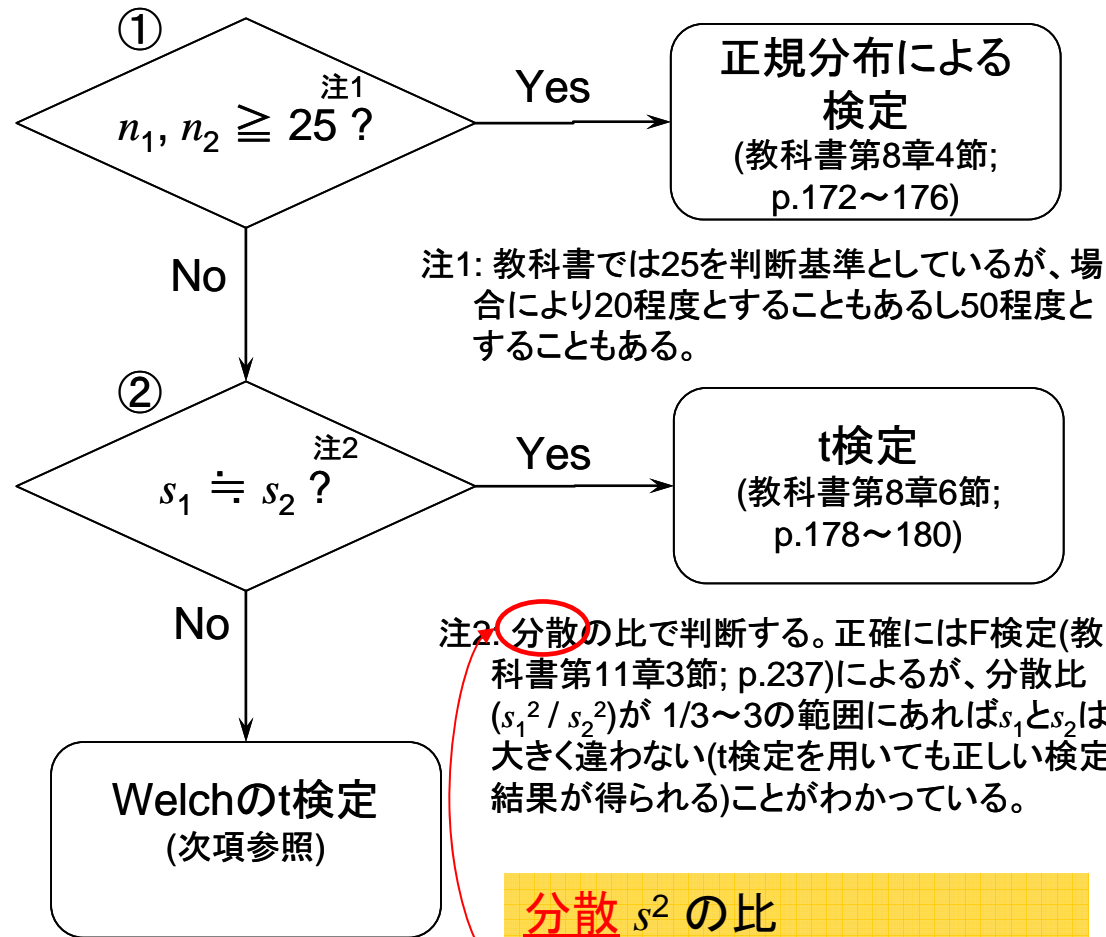 ①
n₁, n₂ ≧ 25 ?
注1
Yes
正規分布による
検定
(教科書第8章4節;
p.172～176)
No
注1: 教科書では25を判断基準としているが、場
合により20程度とすることもあるし50程度と
することもある。
②
s₁ ≒ s₂ ?
注2
Yes
t検定
(教科書第8章6節;
p.178～180)
No
注2: 分散の比で判断する。正確にはF検定(教
科書第11章3節; p.237)によるが、分散比
(s₁² / s₂²)が 1/3～3の範囲にあればs₁とs₂は
大きく違わない(t検定を用いても正しい検定
結果が得られる)ことがわかっている。
Welchのt検定
(次項参照)
分散 s² の比